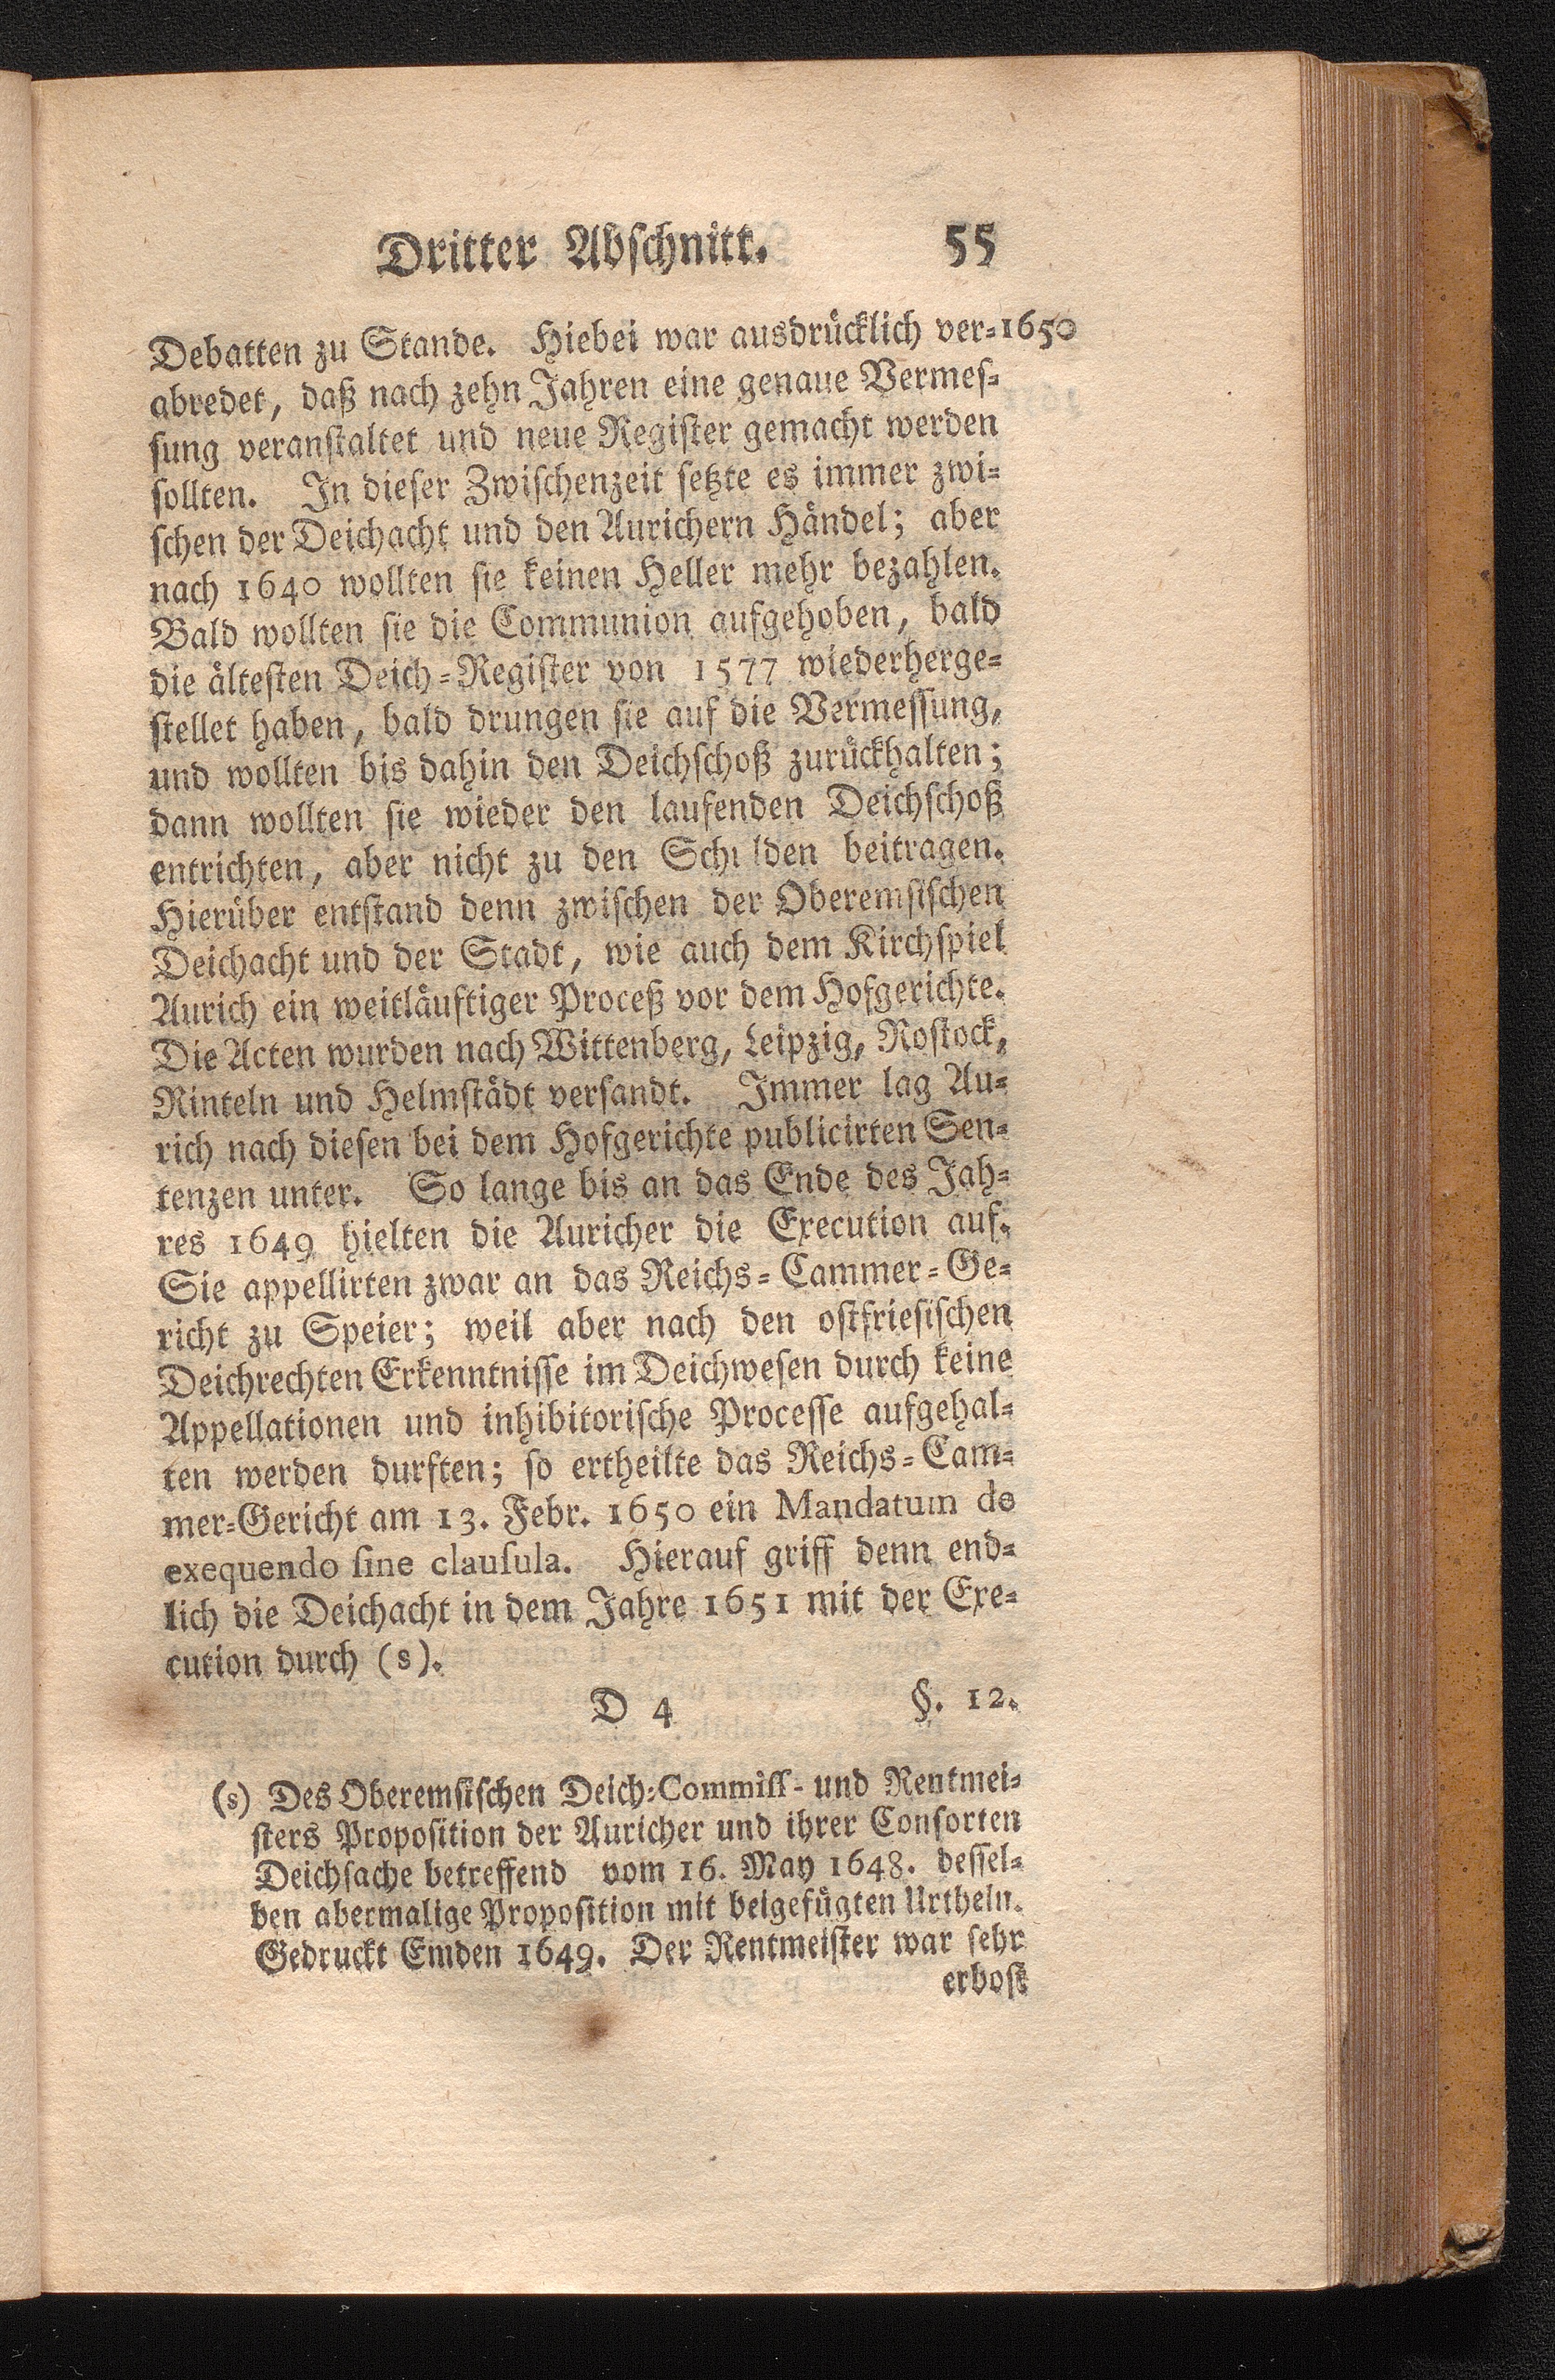 Dritter Abschnitt. 55
Debatten zu Stande. Hiebei war ausdrücklich ver= 1650
abredet, daß nach zehn Jahren eine genaue Vermes=
sung veranstaltet und neue Register gemacht werden
sollten. In dieser Zwischenzeit setzte es immer zwi=
schen der Deichacht und den Aurichern Händel; aber
nach 1640 wollten sie keinen Heller mehr bezahlen.
Bald wollten sie die Communion aufgehoben, bald
die ältesten Deich=Register von 1577 wiederherge=
stellet haben, bald drungen sie auf die Vermessung,
und wollten bis dahin den Deichschoß zurückhalten;
dann wollten sie wieder den laufenden Deichschoß
entrichten, aber nicht zu den Schulden beitragen.
Hierüber entstand denn zwischen der Oberemsischen
Deichacht und der Stadt, wie auch dem Kirchspiel
Aurich ein weitläuftiger Proceß vor dem Hofgerichte.
Die Acten wurden nach Wittenberg, Leipzig, Rostock,
Rinteln und Helmstädt versandt. Immer lag Au=
rich nach diesen bei dem Hofgerichte publicirten Sen=
tenzen unter. So lange bis an das Ende des Jah=
res 1649 hielten die Auricher die Execution auf.
Sie appellirten zwar an das Reichs=Cammer=Ge=
richt zu Speier; weil aber nach den ostfriesischen
Deichrechten Erkenntnisse im Deichwesen durch keine
Appellationen und inhibitorische Processe aufgehal=
ten werden durften; so ertheilte das Reichs=Cam=
mer=Gericht am 13. Febr. 1650 ein Mandatum de
exequendo ſine clauſula. Hierauf griff denn end=
lich die Deichacht in dem Jahre 1651 mit der Exe=
cution durch (s).
D 4 §. 12.
(s) Des Oberemsischen Deich=Commiſſ- und Rentmei=
sters Proposition der Auricher und ihrer Consorten
Deichsache betreffend vom 16. May 1648. dessel=
ben abermalige Proposition mit beigefügten Urtheln.
Gedruckt Emden 1649. Der Rentmeister war sehr
erbost